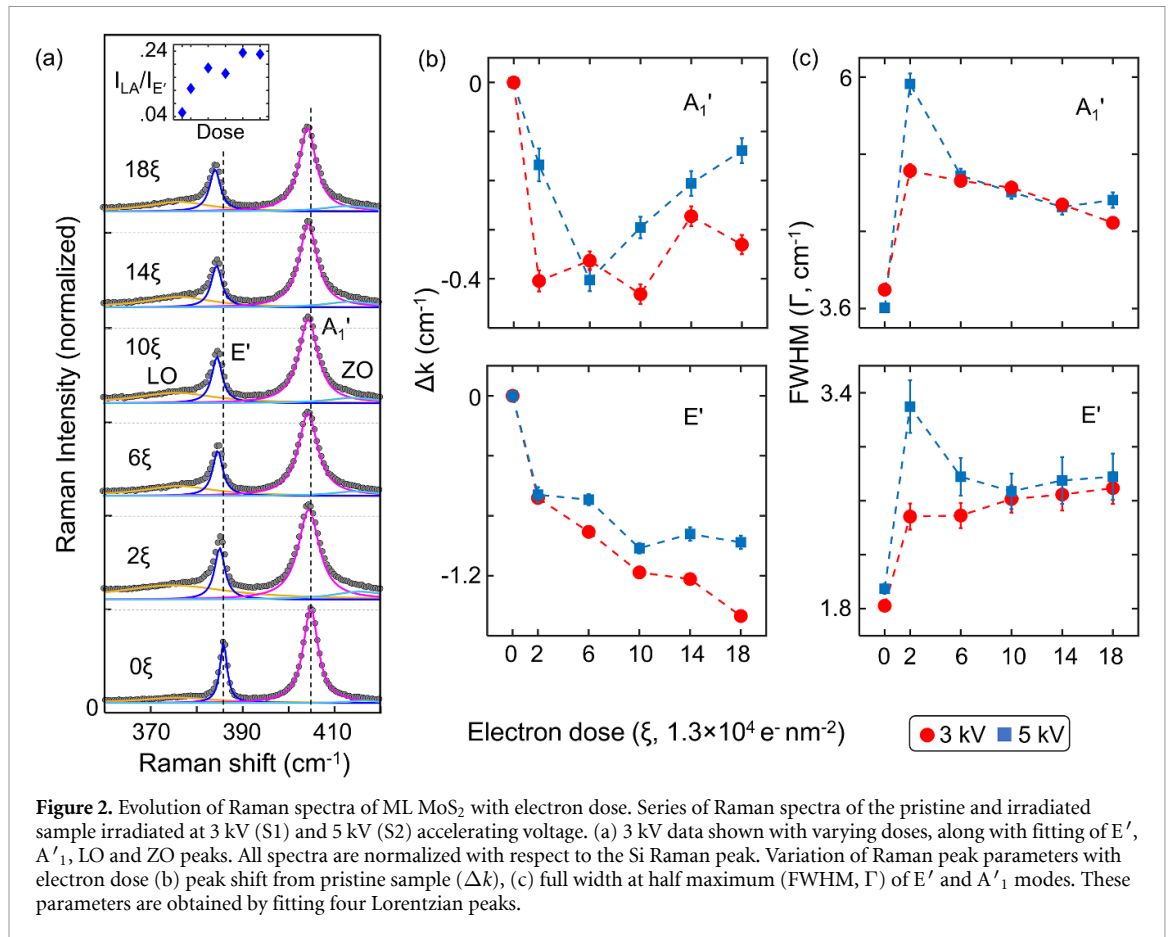 (a)
.24
I_LA/I_E'
.04
Dose
18ξ
14ξ
10ξ
LO
E'
A₁'
ZO
6ξ
2ξ
0ξ
0
370
390
410
Raman Intensity (normalized)
Raman shift (cm⁻¹)
(b)
0
-0.4
A₁'
0
-1.2
E'
Δk (cm⁻¹)
0 2 6 10 14 18
(c)
6
3.6
A₁'
3.4
1.8
E'
FWHM (Γ, cm⁻¹)
0 2 6 10 14 18
Electron dose (ξ, 1.3×10⁴ e⁻ nm⁻²)
3 kV 5 kV
Figure 2. Evolution of Raman spectra of ML MoS₂ with electron dose. Series of Raman spectra of the pristine and irradiated
sample irradiated at 3 kV (S1) and 5 kV (S2) accelerating voltage. (a) 3 kV data shown with varying doses, along with fitting of E′,
A′₁, LO and ZO peaks. All spectra are normalized with respect to the Si Raman peak. Variation of Raman peak parameters with
electron dose (b) peak shift from pristine sample (Δk), (c) full width at half maximum (FWHM, Γ) of E′ and A′₁ modes. These
parameters are obtained by fitting four Lorentzian peaks.